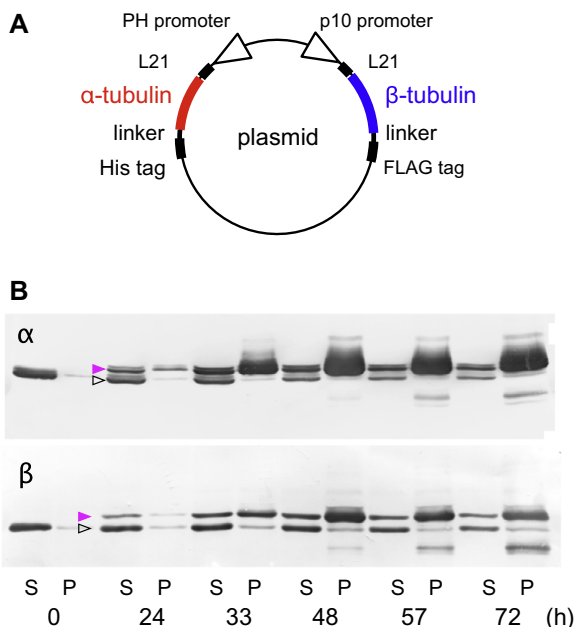 A
PH promoter
p10 promoter
L21
L21
α-tubulin
β-tubulin
linker
plasmid
linker
His tag
FLAG tag
B
α
β
S P S P S P S P S P S P
0 24 33 48 57 72 (h)